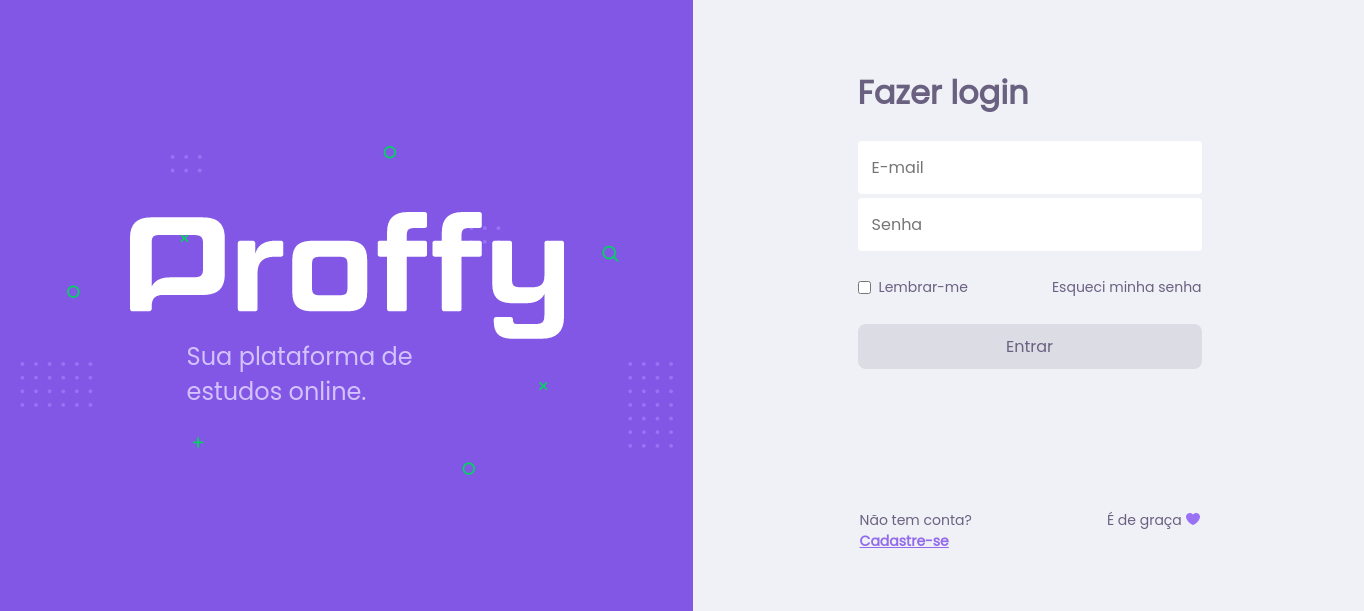 Proffy
Sua plataforma de
estudos online.
Fazer login
E-mail
Senha
Lembrar-me
Esqueci minha senha
Entrar
Não tem conta?
Cadastre-se
É de graça